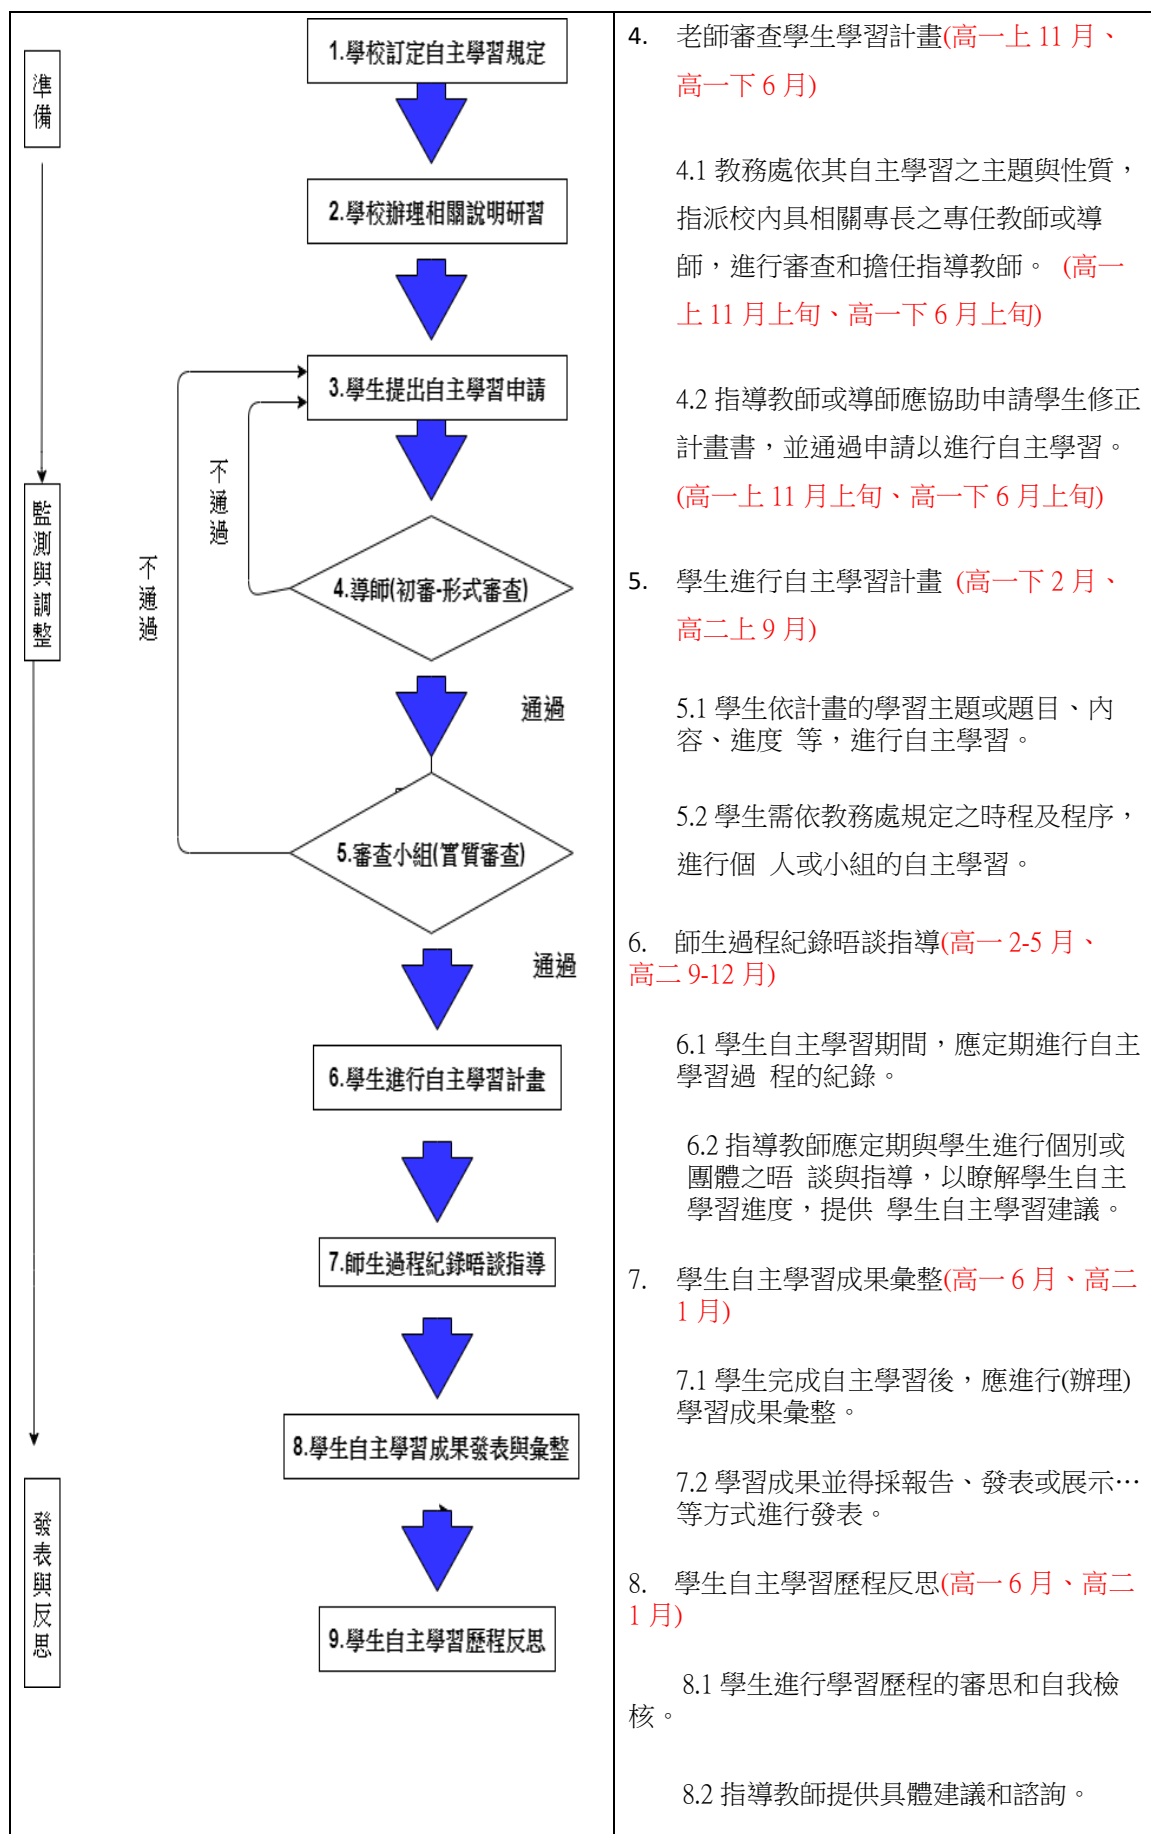 準備
監測與調整
發表與反思
1.學校訂定自主學習規定
2.學校辦理相關說明研習
3.學生提出自主學習申請
不通過
不通過
4.導師(初審-形式審查)
通過
5.審查小組(實質審查)
通過
6.學生進行自主學習計畫
7.師生過程紀錄晤談指導
8.學生自主學習成果發表與彙整
9.學生自主學習歷程反思
4. 老師審查學生學習計畫(高一上 11 月、
高一下 6 月)
4.1 教務處依其自主學習之主題與性質，
指派校內具相關專長之專任教師或導
師，進行審查和擔任指導教師。 (高一
上 11 月上旬、高一下 6 月上旬)
4.2 指導教師或導師應協助申請學生修正
計畫書，並通過申請以進行自主學習。
(高一上 11 月上旬、高一下 6 月上旬)
5. 學生進行自主學習計畫 (高一下 2 月、
高二上 9 月)
5.1 學生依計畫的學習主題或題目、內
容、進度 等，進行自主學習。
5.2 學生需依教務處規定之時程及程序，
進行個 人或小組的自主學習。
6. 師生過程紀錄晤談指導(高一 2-5 月、
高二 9-12 月)
6.1 學生自主學習期間，應定期進行自主
學習過 程的紀錄。
6.2 指導教師應定期與學生進行個別或
團體之晤 談與指導，以瞭解學生自主
學習進度，提供 學生自主學習建議。
7. 學生自主學習成果彙整(高一 6 月、高二
1 月)
7.1 學生完成自主學習後，應進行(辦理)
學習成果彙整。
7.2 學習成果並得採報告、發表或展示…
等方式進行發表。
8. 學生自主學習歷程反思(高一 6 月、高二
1 月)
8.1 學生進行學習歷程的審思和自我檢
核。
8.2 指導教師提供具體建議和諮詢。